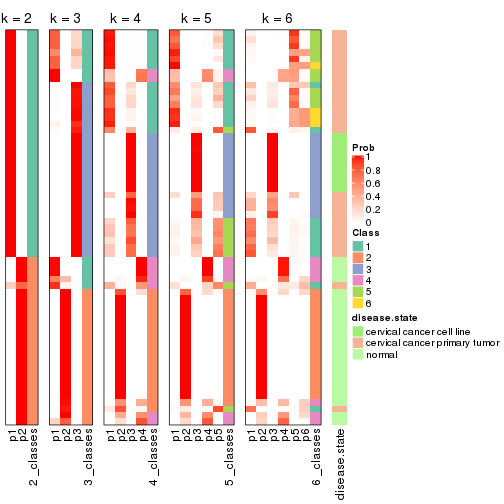 k = 2 k = 3 k = 4 k = 5 k = 6
Prob
1
0.8
0.6
0.4
0.2
0
Class
1
2
3
4
5
6
disease.state
cervical cancer cell line
cervical cancer primary tumor
normal
p1 p2 2_classes p1 p2 p3 3_classes p1 p2 p3 p4 4_classes p1 p2 p3 p4 p5 5_classes p1 p2 p3 p4 p5 p6 6_classes disease.state